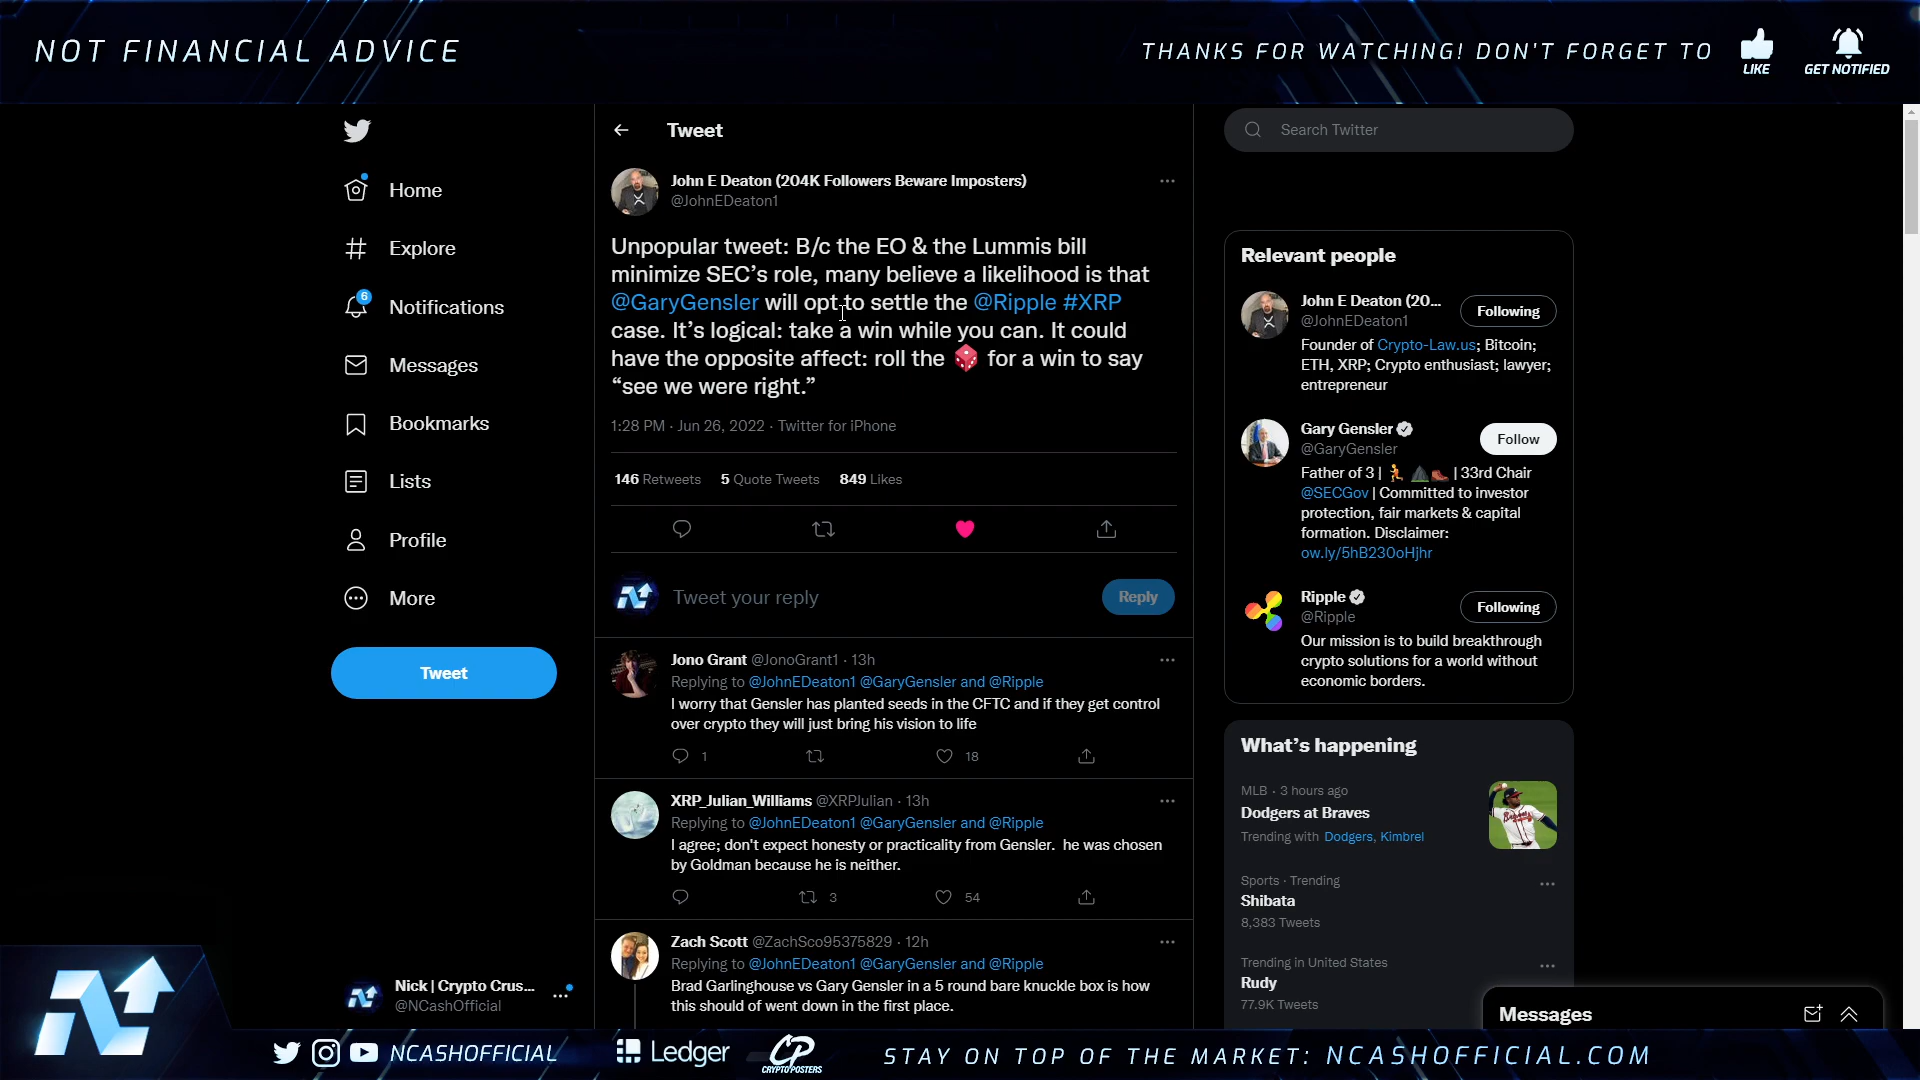 NOT FINANCIAL ADVICE
THANKS FOR WATCHING! DON'T FORGET TO
LIKE
GET NOTIFIED
Home
Explore
6
Notifications
Messages
Bookmarks
Lists
Profile
More
Tweet
Nick | Crypto Crus...
@NCashOfficial
Tweet
John E Deaton (204K Followers Beware Imposters)
@JohnEDeaton1
Unpopular tweet: B/c the EO & the Lummis bill
minimize SEC’s role, many believe a likelihood is that
@GaryGensler will opt to settle the @Ripple #XRP
case. It’s logical: take a win while you can. It could
have the opposite affect: roll the 🎲 for a win to say
“see we were right.”
1:28 PM · Jun 26, 2022 · Twitter for iPhone
146 Retweets 5 Quote Tweets 849 Likes
Tweet your reply
Reply
Jono Grant @JonoGrant1 · 13h
Replying to @JohnEDeaton1 @GaryGensler and @Ripple
I worry that Gensler has planted seeds in the CFTC and if they get control
over crypto they will just bring his vision to life
1 18
XRP_Julian_Williams @XRPJulian · 13h
Replying to @JohnEDeaton1 @GaryGensler and @Ripple
I agree; don't expect honesty or practicality from Gensler. he was chosen
by Goldman because he is neither.
3 54
Zach Scott @ZachSco95375829 · 12h
Replying to @JohnEDeaton1 @GaryGensler and @Ripple
Brad Garlinghouse vs Gary Gensler in a 5 round bare knuckle box is how
this should of went down in the first place.
Search Twitter
Relevant people
John E Deaton (20...
@JohnEDeaton1
Following
Founder of Crypto-Law.us; Bitcoin;
ETH, XRP; Crypto enthusiast; lawyer;
entrepreneur
Gary Gensler
@GaryGensler
Follow
Father of 3 | 🏃 ⛰🥾 | 33rd Chair
@SECGov | Committed to investor
protection, fair markets & capital
formation. Disclaimer:
ow.ly/5hB230oHjhr
Ripple
@Ripple
Following
Our mission is to build breakthrough
crypto solutions for a world without
economic borders.
What’s happening
MLB · 3 hours ago
Dodgers at Braves
Trending with Dodgers, Kimbrel
Sports · Trending
Shibata
8,383 Tweets
Trending in United States
Rudy
77.9K Tweets
Messages
NCASHOFFICIAL
Ledger
CP
CRYPTOPOSTERS
STAY ON TOP OF THE MARKET: NCASHOFFICIAL.COM